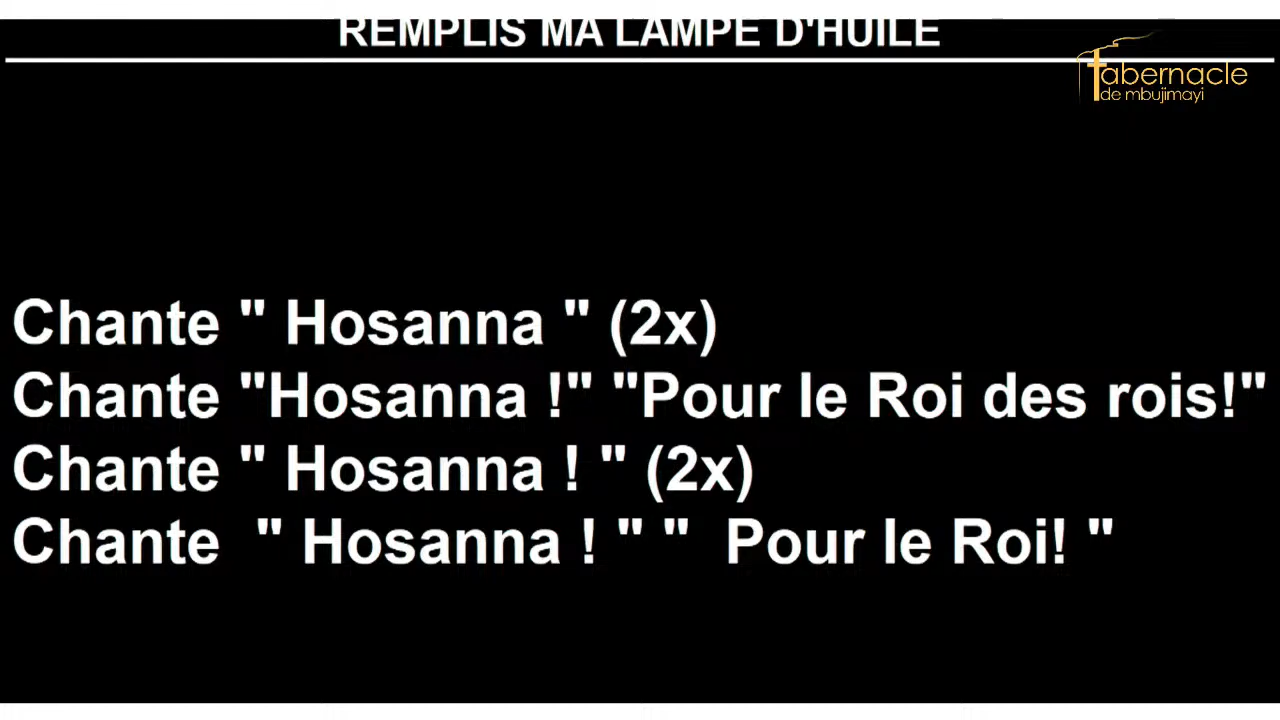 REMPLIS MA LAMPE D'HUILE
tabernacle
de mbujimayi
Chante " Hosanna " (2x)
Chante "Hosanna !" "Pour le Roi des rois!"
Chante " Hosanna ! " (2x)
Chante  " Hosanna ! " "  Pour le Roi! "